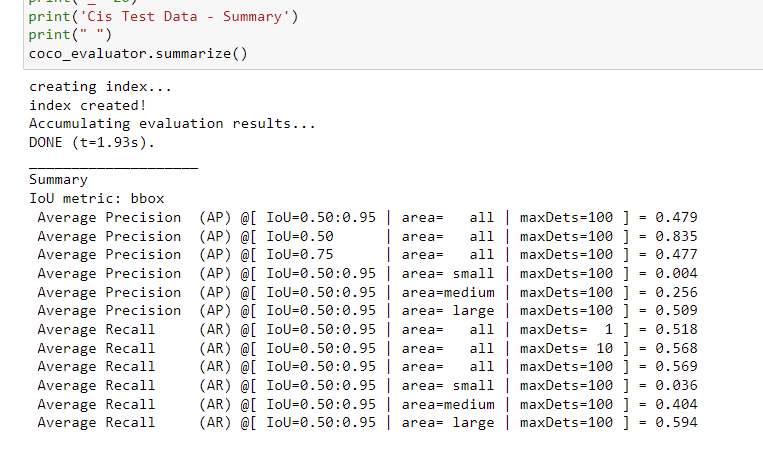 print('Cis Test Data - Summary')
print(" ")
coco_evaluator.summarize()
creating index...
index created!
Accumulating evaluation results...
DONE (t=1.93s).
____________________
Summary
IoU metric: bbox
 Average Precision  (AP) @[ IoU=0.50:0.95 | area=   all | maxDets=100 ] = 0.479
 Average Precision  (AP) @[ IoU=0.50      | area=   all | maxDets=100 ] = 0.835
 Average Precision  (AP) @[ IoU=0.75      | area=   all | maxDets=100 ] = 0.477
 Average Precision  (AP) @[ IoU=0.50:0.95 | area= small | maxDets=100 ] = 0.004
 Average Precision  (AP) @[ IoU=0.50:0.95 | area=medium | maxDets=100 ] = 0.256
 Average Precision  (AP) @[ IoU=0.50:0.95 | area= large | maxDets=100 ] = 0.509
 Average Recall     (AR) @[ IoU=0.50:0.95 | area=   all | maxDets=  1 ] = 0.518
 Average Recall     (AR) @[ IoU=0.50:0.95 | area=   all | maxDets= 10 ] = 0.568
 Average Recall     (AR) @[ IoU=0.50:0.95 | area=   all | maxDets=100 ] = 0.569
 Average Recall     (AR) @[ IoU=0.50:0.95 | area= small | maxDets=100 ] = 0.036
 Average Recall     (AR) @[ IoU=0.50:0.95 | area=medium | maxDets=100 ] = 0.404
 Average Recall     (AR) @[ IoU=0.50:0.95 | area= large | maxDets=100 ] = 0.594